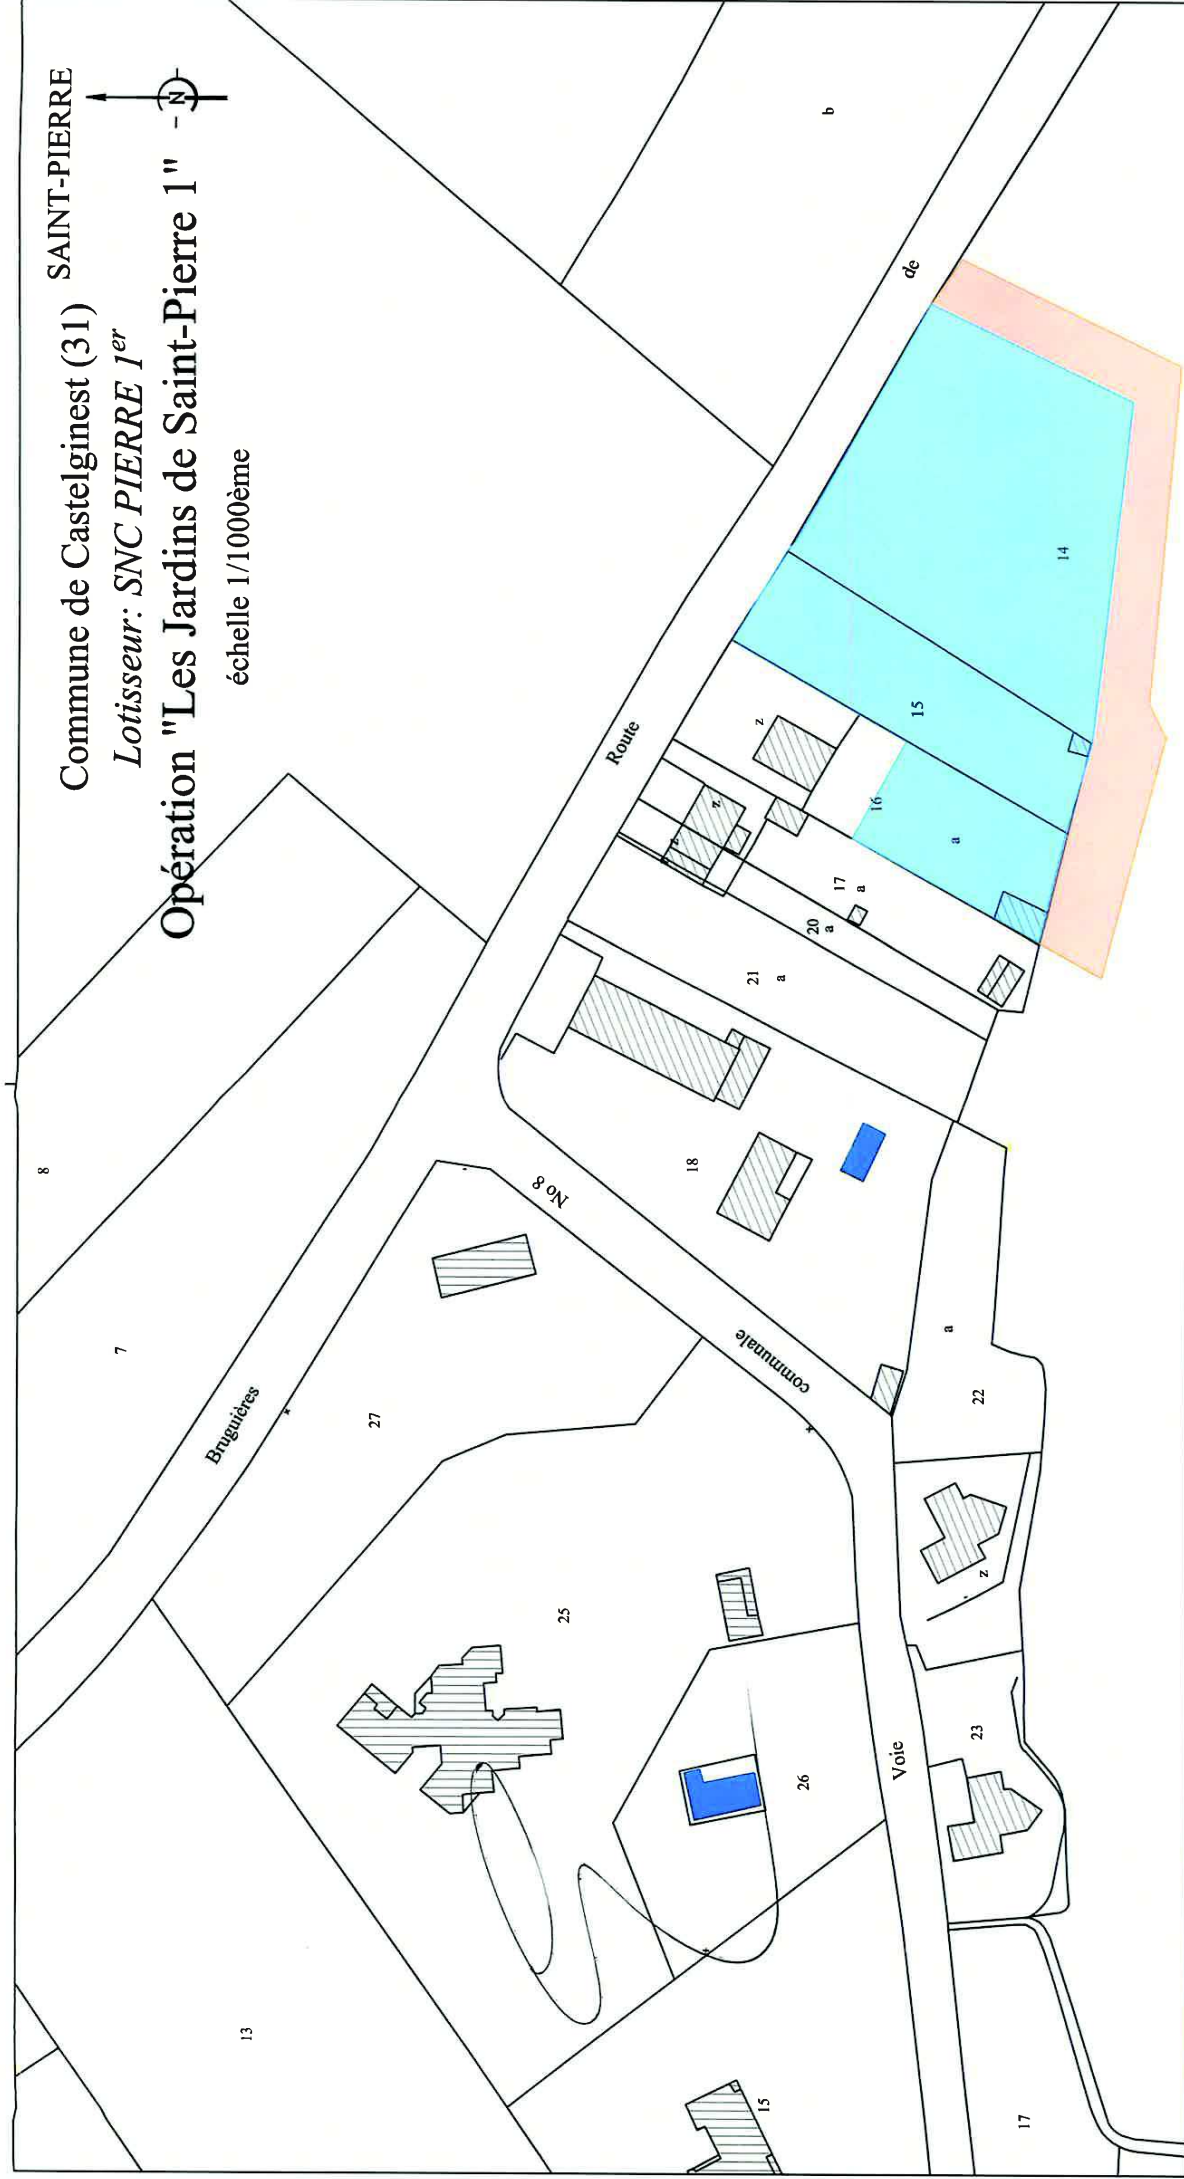 Commune de Castelginest (31) SAINT-PIERRE
Lotisseur: SNC PIERRE 1er
Opération "Les Jardins de Saint-Pierre 1"
échelle 1/1000ème
N
8
7
13
Bruguières
27
25
26
15
No 8
communale
Voie
17
23
z
22
a
18
21
a
20
a
17
a
16
a
z
z
z
Route
15
14
de
b